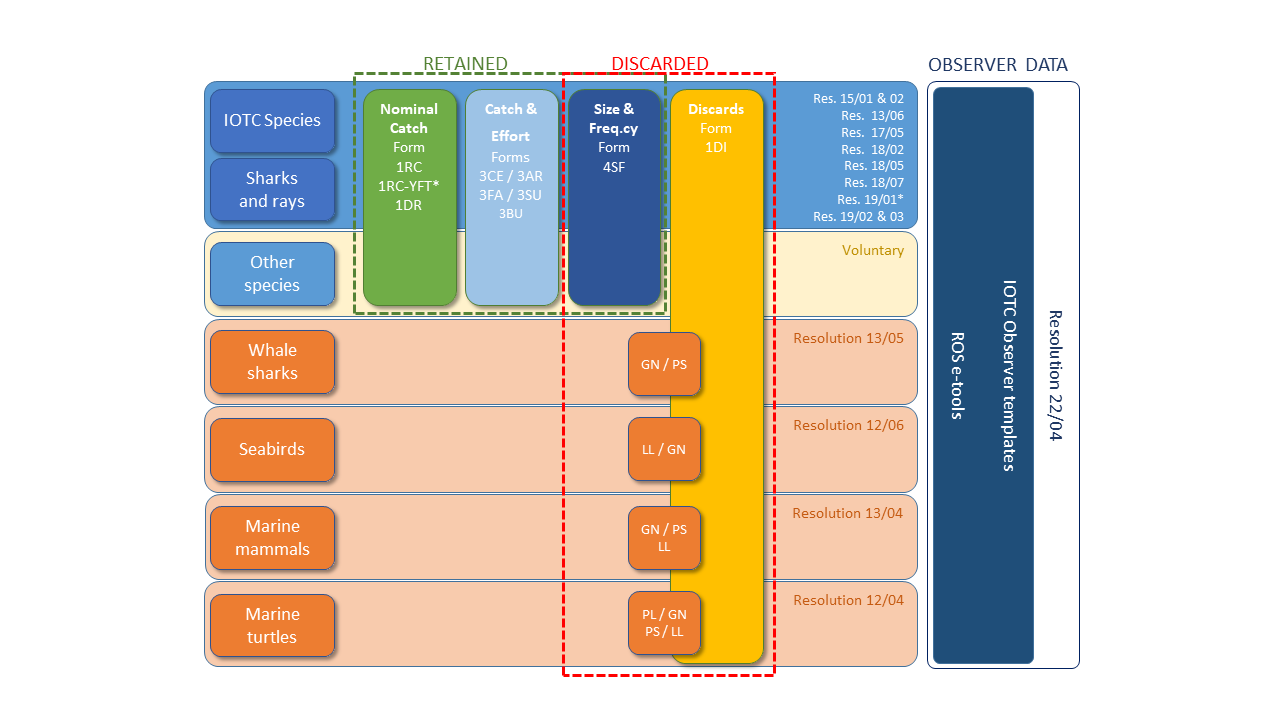 RETAINED
DISCARDED
OBSERVER DATA
IOTC Species
Sharks
and rays
Nominal
Catch
Form
1RC
1RC-YFT*
1DR
Catch &
Effort
Forms
3CE / 3AR
3FA / 3SU
3BU
Size &
Freq.cy
Form
4SF
Discards
Form
1DI
Res. 15/01 & 02
Res. 13/06
Res. 17/05
Res. 18/02
Res. 18/05
Res. 18/07
Res. 19/01*
Res. 19/02 & 03
Other
species
Voluntary
Whale
sharks
GN / PS
Resolution 13/05
Seabirds
LL / GN
Resolution 12/06
Marine
mammals
GN / PS
LL
Resolution 13/04
Marine
turtles
PL / GN
PS / LL
Resolution 12/04
ROS e-tools
IOTC Observer templates
Resolution 22/04